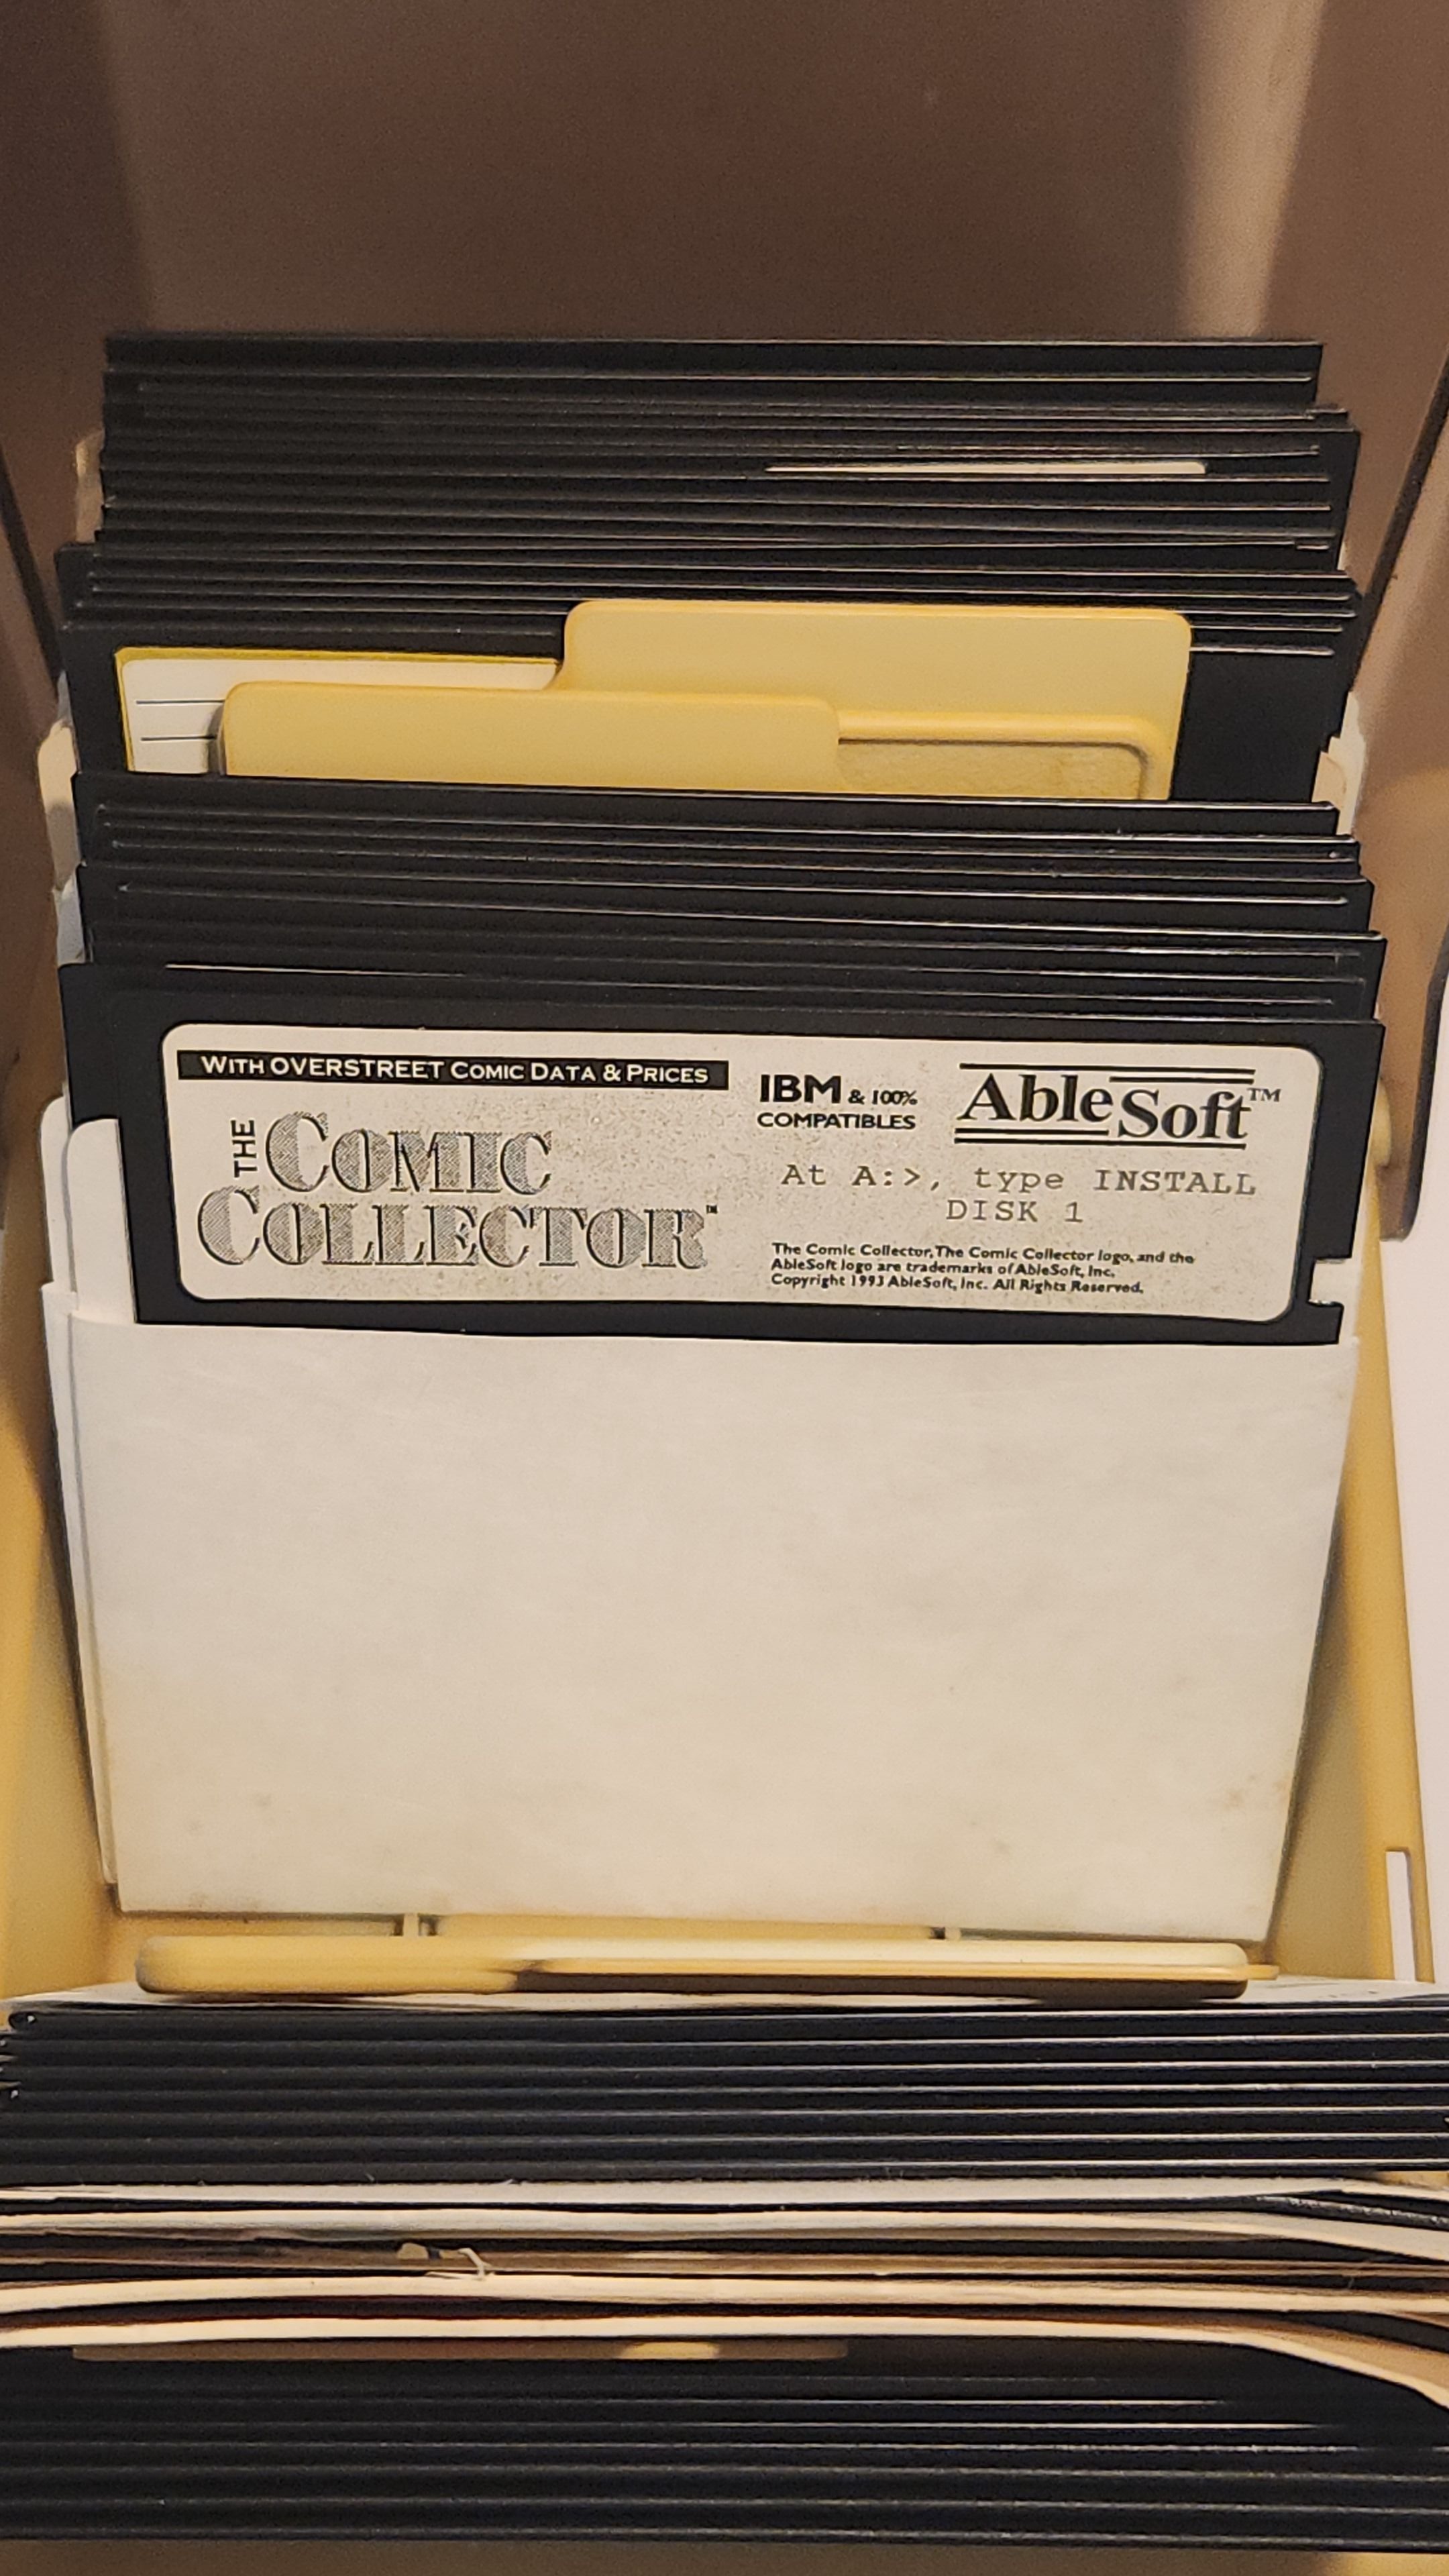 WITH OVERSTREET COMIC DATA & PRICES
THE COMIC
COLLECTOR™
IBM & 100%
COMPATIBLES
AbleSoft™
At A:>, type INSTALL
DISK 1
The Comic Collector, The Comic Collector logo, and the
AbleSoft logo are trademarks of AbleSoft, Inc.
Copyright 1993 AbleSoft, Inc. All Rights Reserved.